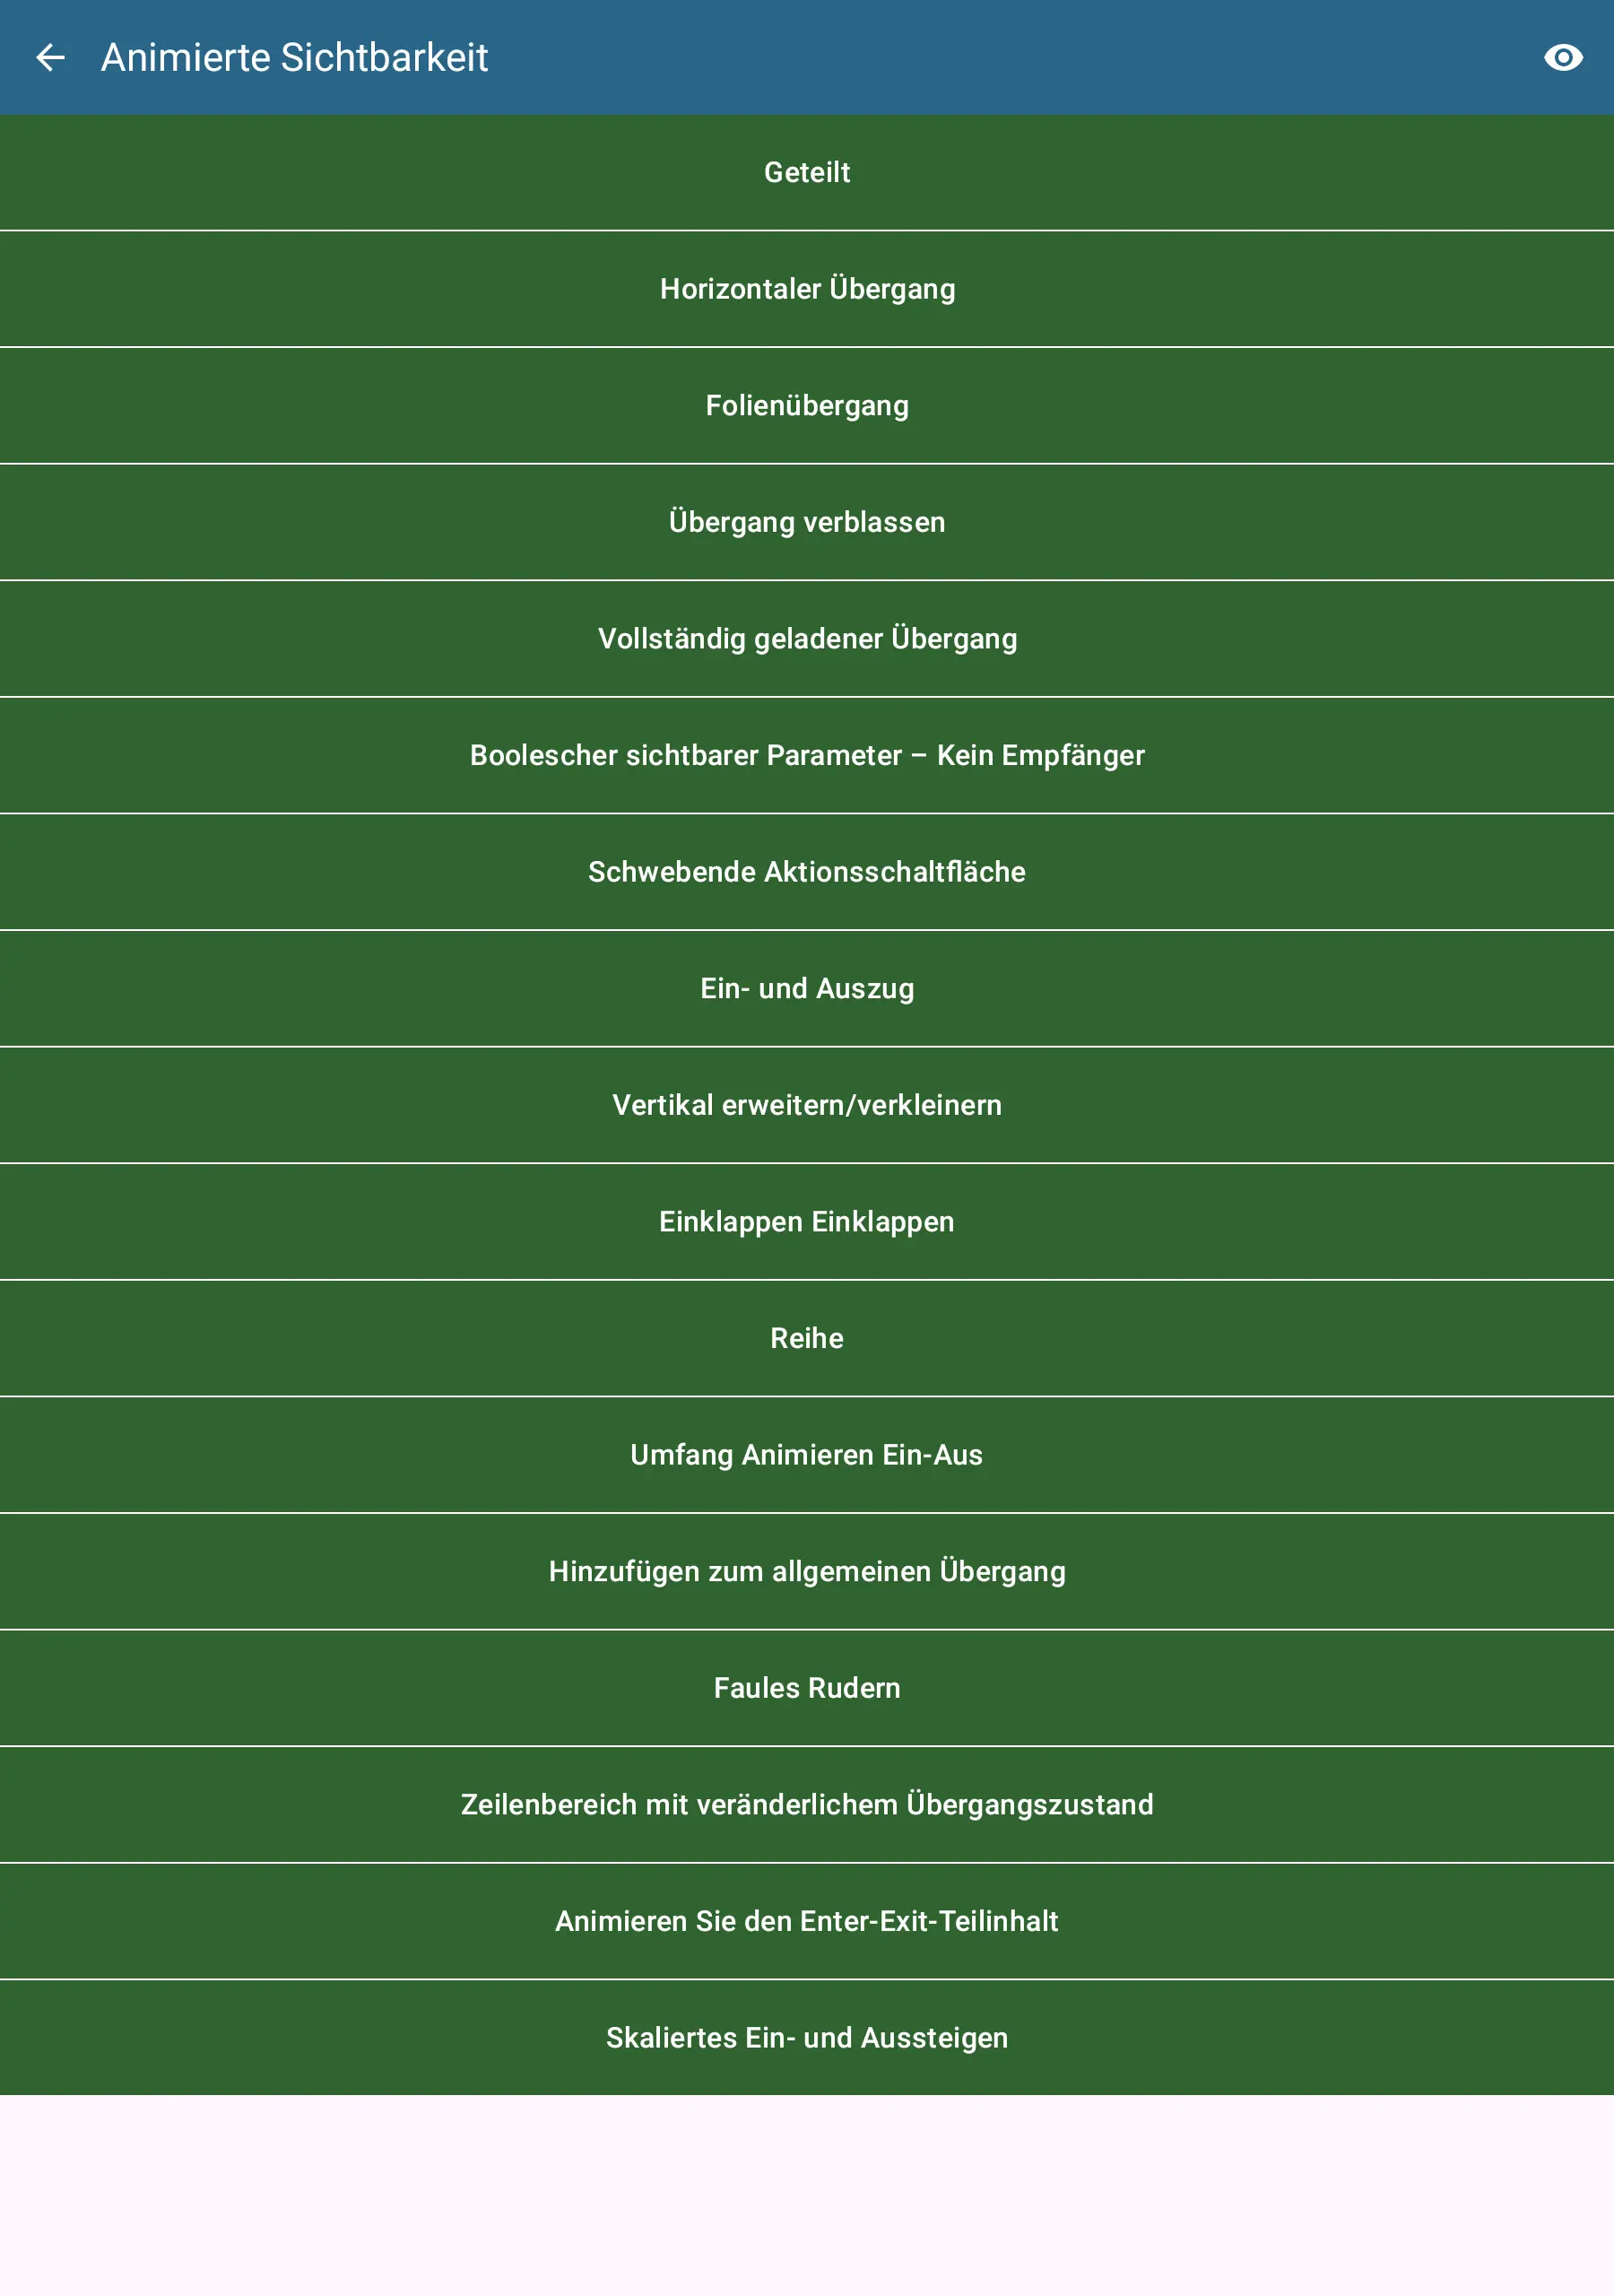 Animierte Sichtbarkeit
Geteilt
Horizontaler Übergang
Folienübergang
Übergang verblassen
Vollständig geladener Übergang
Boolescher sichtbarer Parameter – Kein Empfänger
Schwebende Aktionsschaltfläche
Ein- und Auszug
Vertikal erweitern/verkleinern
Einklappen Einklappen
Reihe
Umfang Animieren Ein-Aus
Hinzufügen zum allgemeinen Übergang
Faules Rudern
Zeilenbereich mit veränderlichem Übergangszustand
Animieren Sie den Enter-Exit-Teilinhalt
Skaliertes Ein- und Aussteigen